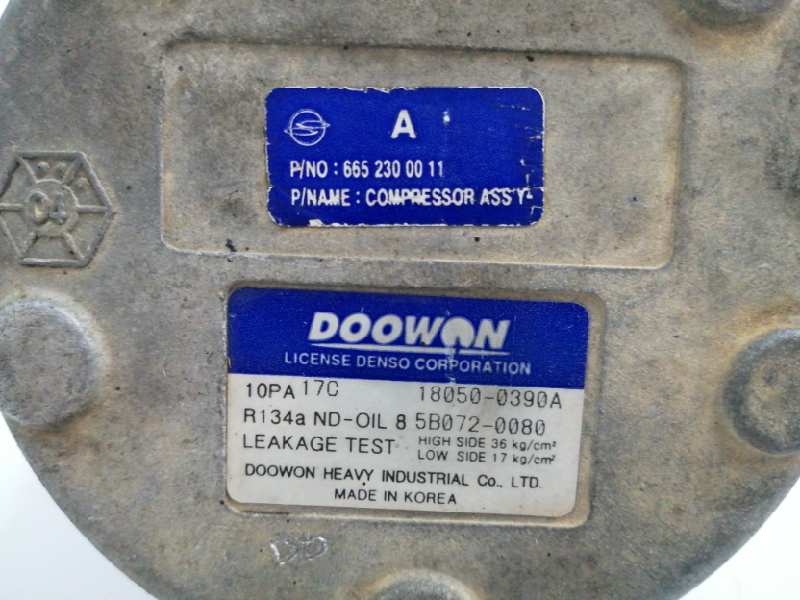 A
P/NO : 665 230 00 11
P/NAME : COMPRESSOR ASS'Y
C4
DOOWON
LICENSE DENSO CORPORATION
10PA 17C 18050-0390A
R134a ND-OIL 8 5B072-0080
LEAKAGE TEST HIGH SIDE 36 kg/cm²
LOW SIDE 17 kg/cm²
DOOWON HEAVY INDUSTRIAL Co., LTD.
MADE IN KOREA